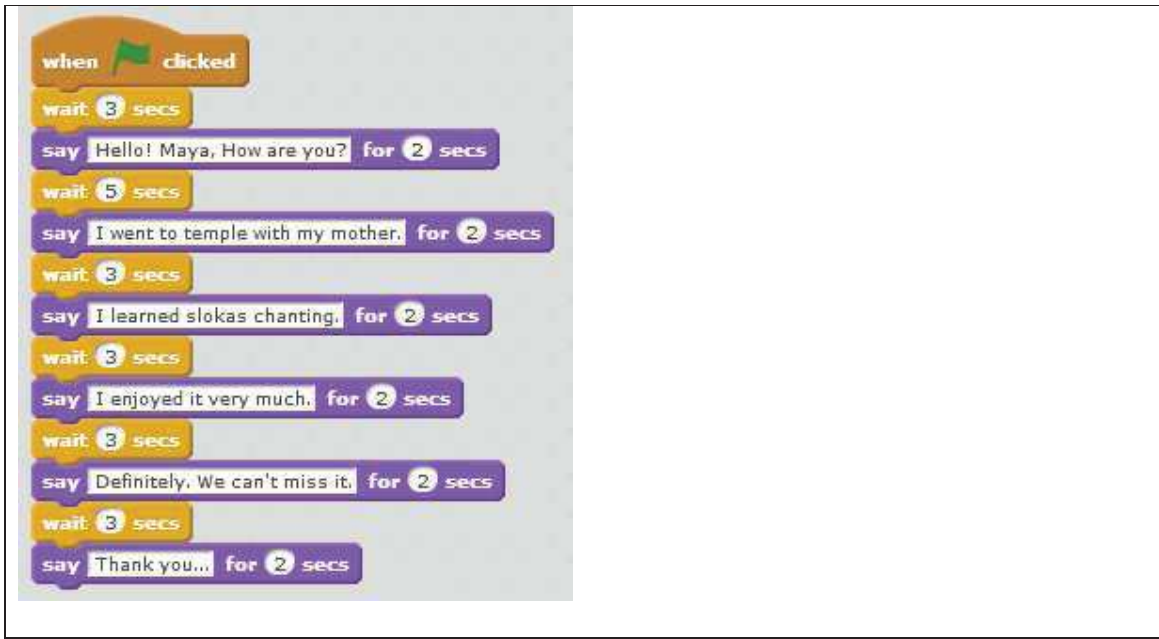 when clicked
wait 3 secs
say Hello! Maya, How are you? for 2 secs
wait 5 secs
say I went to temple with my mother. for 2 secs
wait 3 secs
say I learned slokas chanting. for 2 secs
wait 3 secs
say I enjoyed it very much. for 2 secs
wait 3 secs
say Definitely. We can't miss it. for 2 secs
wait 3 secs
say Thank you... for 2 secs